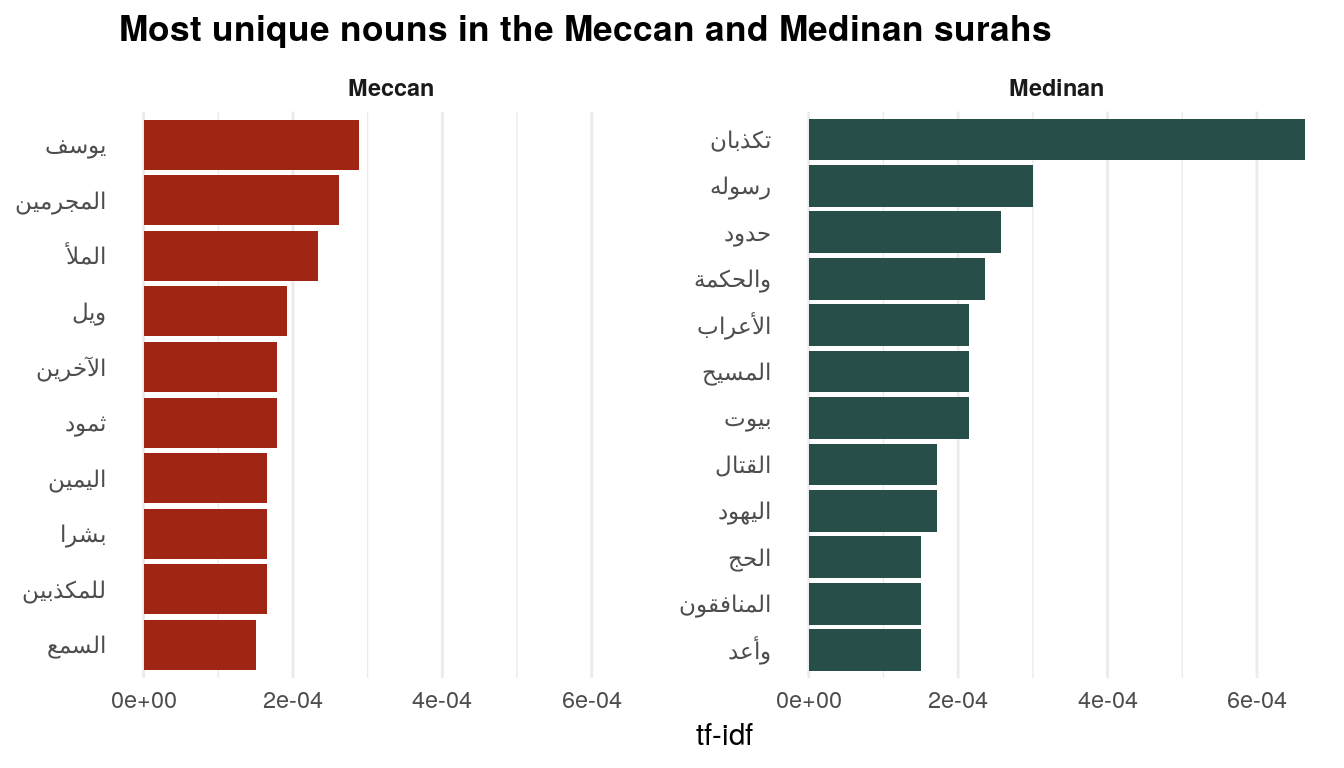 Most unique nouns in the Meccan and Medinan surahs
Meccan
يوسف
المجرمين
الملأ
ويل
الآخرين
ثمود
اليمين
بشرا
للمكذبين
السمع
0e+00 2e-04 4e-04 6e-04
Medinan
تكذبان
رسوله
حدود
والحكمة
الأعراب
المسيح
بيوت
القتال
اليهود
الحج
المنافقون
وأعد
0e+00 2e-04 4e-04 6e-04
tf-idf